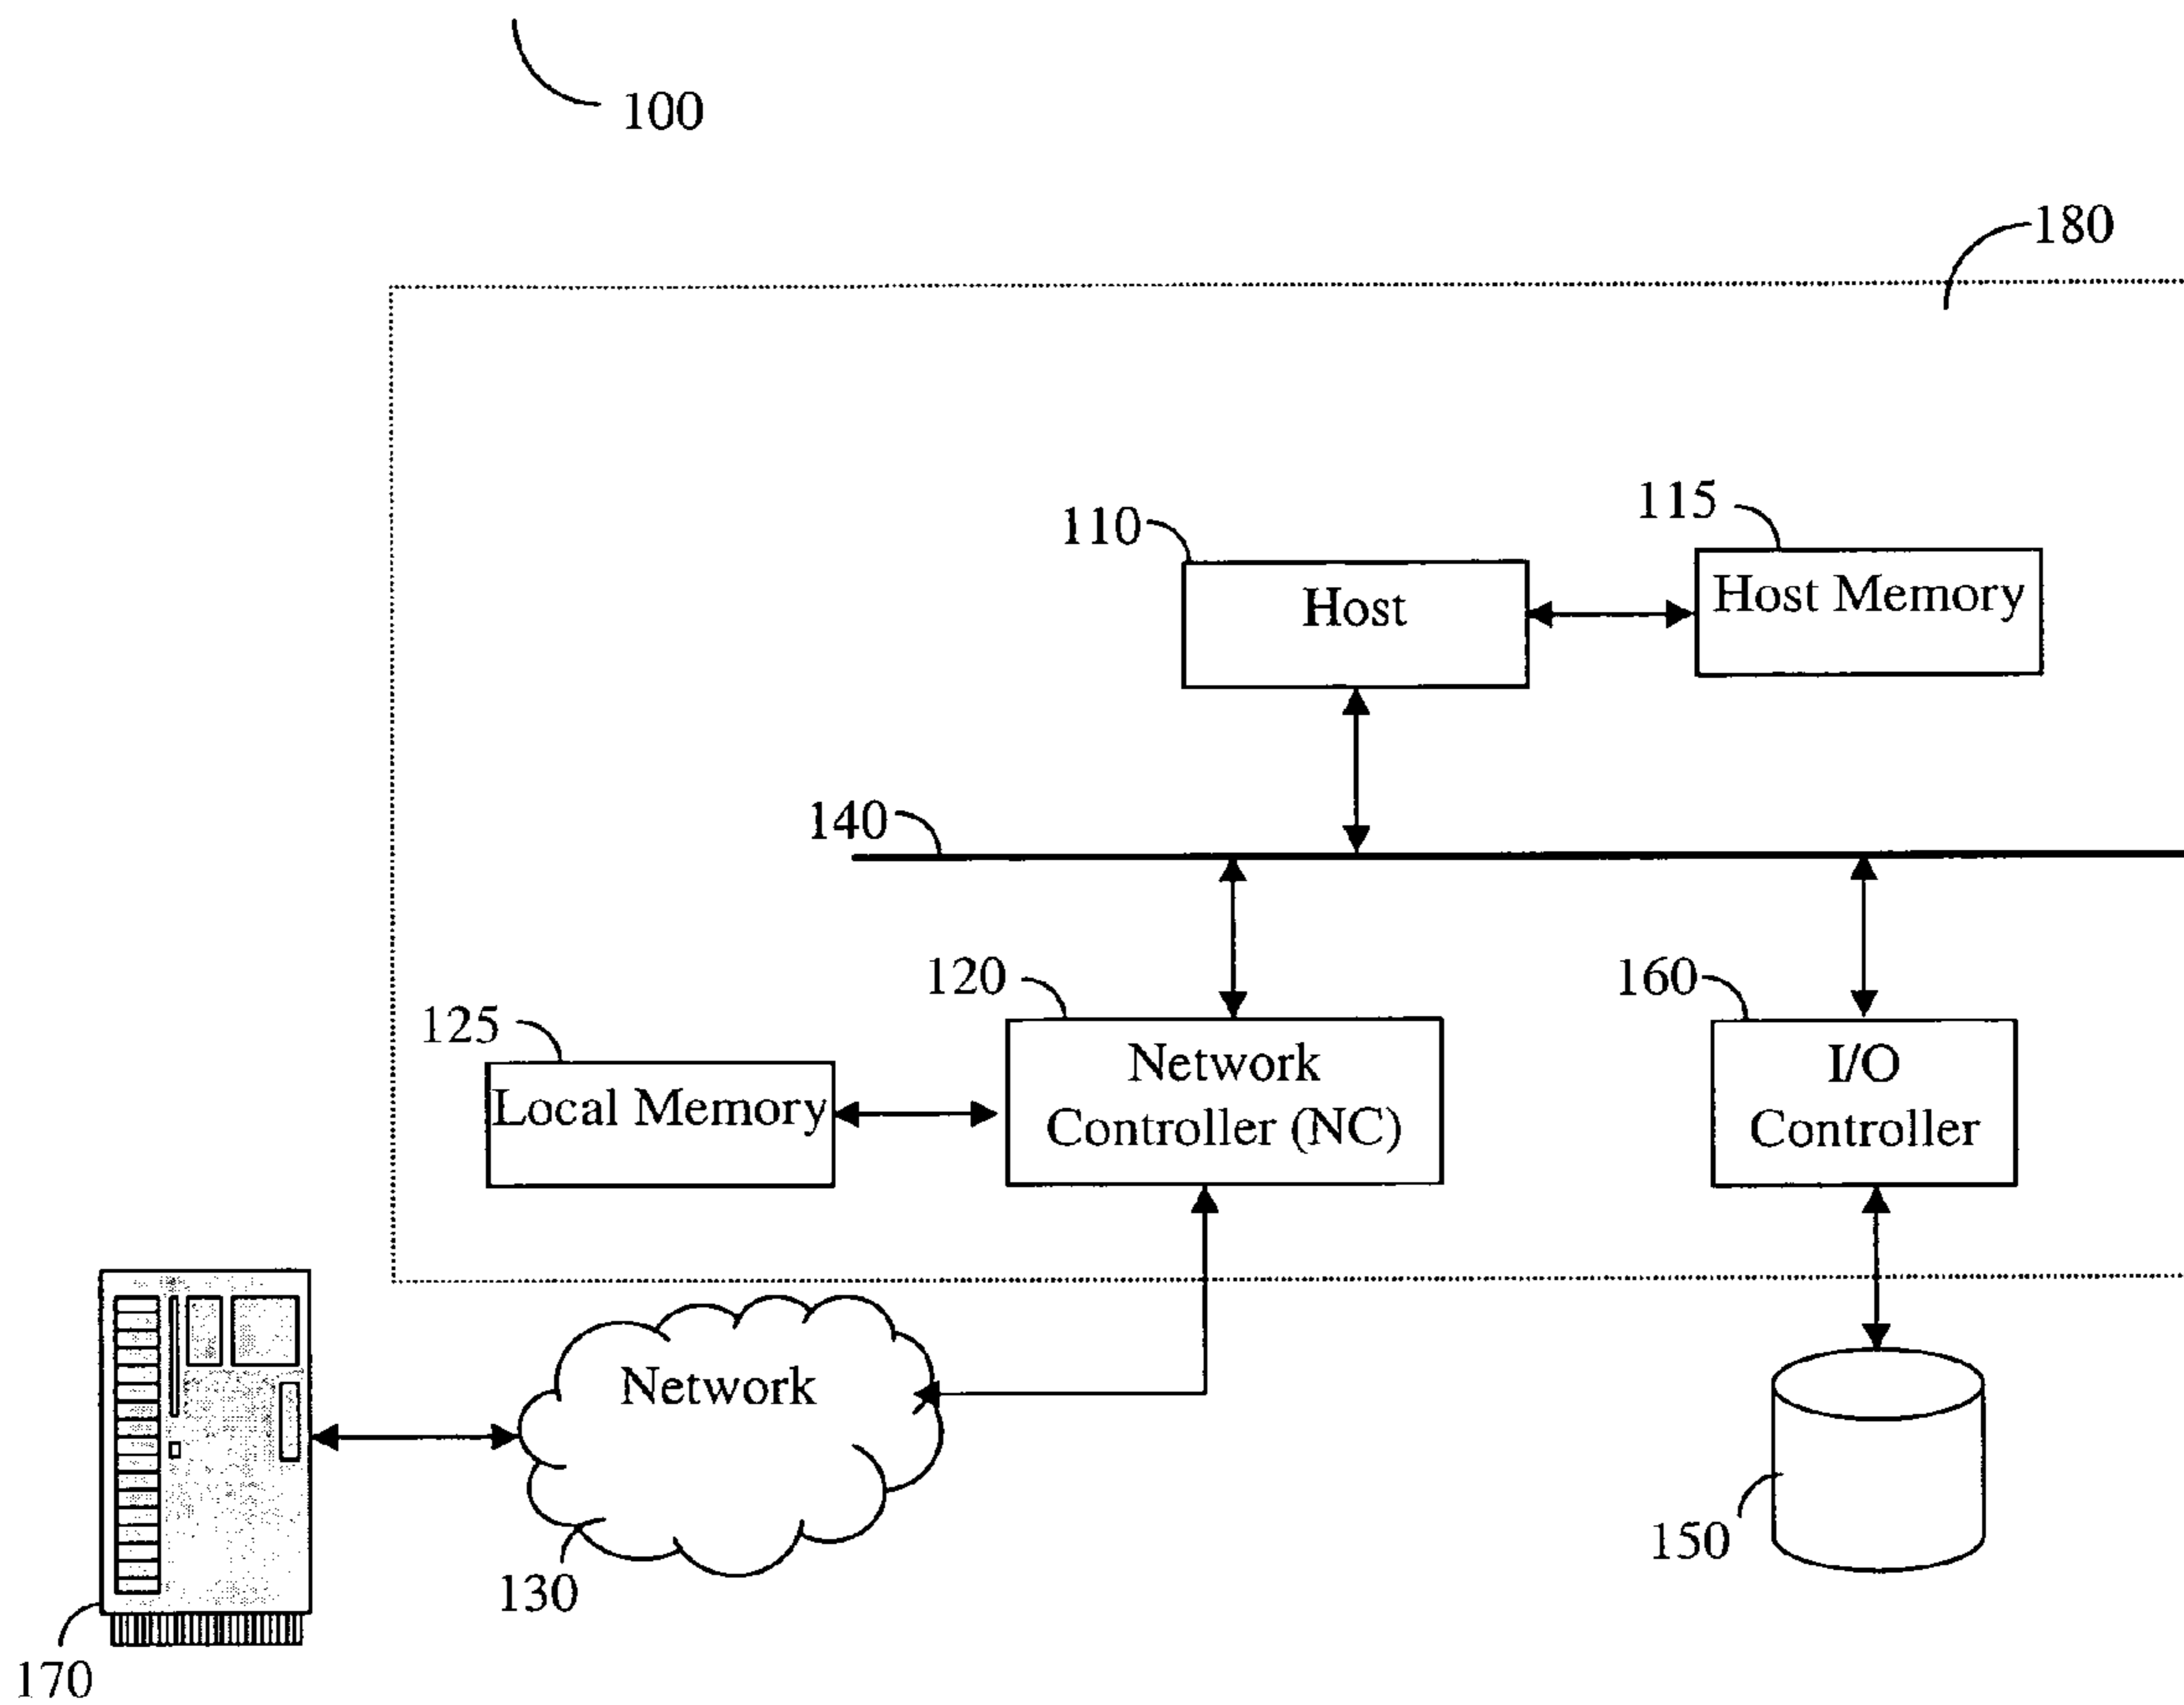 100
180
110
115
Host
Host Memory
140
120
160
125
Network
Controller (NC)
I/O
Controller
Local Memory
Network
150
130
170